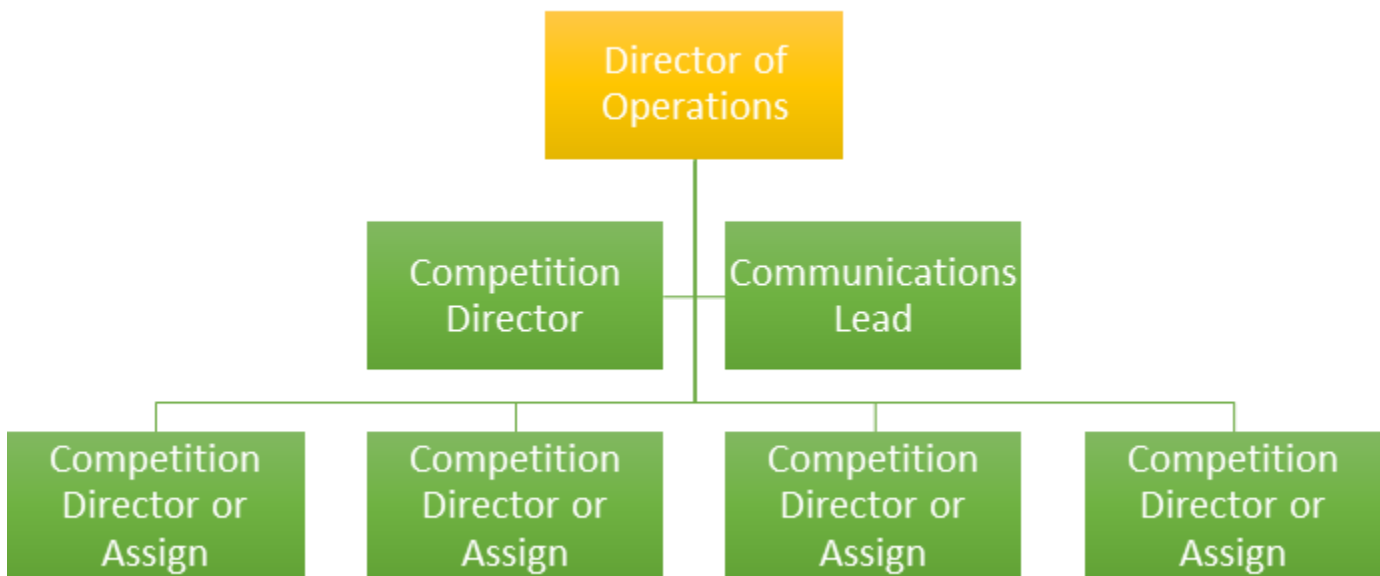 Director of
Operations
Competition
Director
Communications
Lead
Competition
Director or
Assign
Competition
Director or
Assign
Competition
Director or
Assign
Competition
Director or
Assign